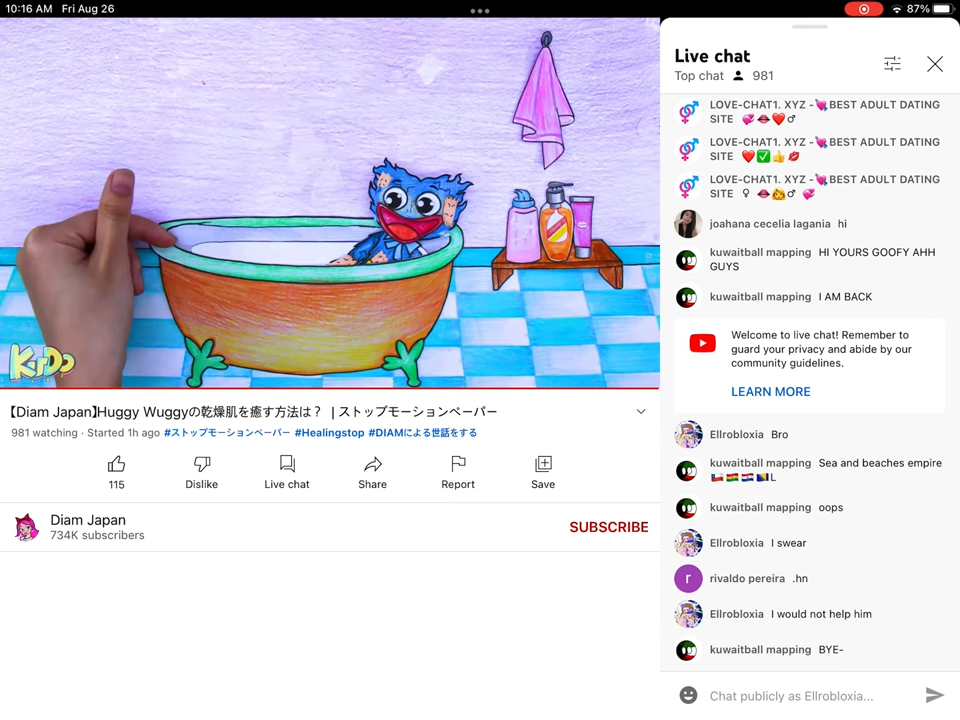 10:16 AM Fri Aug 26
87%
KiDo
【Diam Japan】Huggy Wuggyの乾燥肌を癒す方法は？ | ストップモーションペーパー
981 watching · Started 1h ago #ストップモーションペーパー #Healingstop #DIAMによる世話をする
115
Dislike
Live chat
Share
Report
Save
Diam Japan
734K subscribers
SUBSCRIBE
Live chat
Top chat 981
LOVE-CHAT1. XYZ -💘BEST ADULT DATING
SITE 💞👄❤️♂
LOVE-CHAT1. XYZ -💘BEST ADULT DATING
SITE ❤️✅👍💋
LOVE-CHAT1. XYZ -💘BEST ADULT DATING
SITE ♀ 👄👩‍❤️‍👨♂ 💞
joahana cecelia lagania hi
kuwaitball mapping HI YOURS GOOFY AHH
GUYS
kuwaitball mapping I AM BACK
Welcome to live chat! Remember to
guard your privacy and abide by our
community guidelines.
LEARN MORE
Ellrobloxia Bro
kuwaitball mapping Sea and beaches empire
🇨🇱🇧🇴🇵🇾🇧🇦L
kuwaitball mapping oops
Ellrobloxia I swear
r
rivaldo pereira .hn
Ellrobloxia I would not help him
kuwaitball mapping BYE-
Chat publicly as Ellrobloxia...